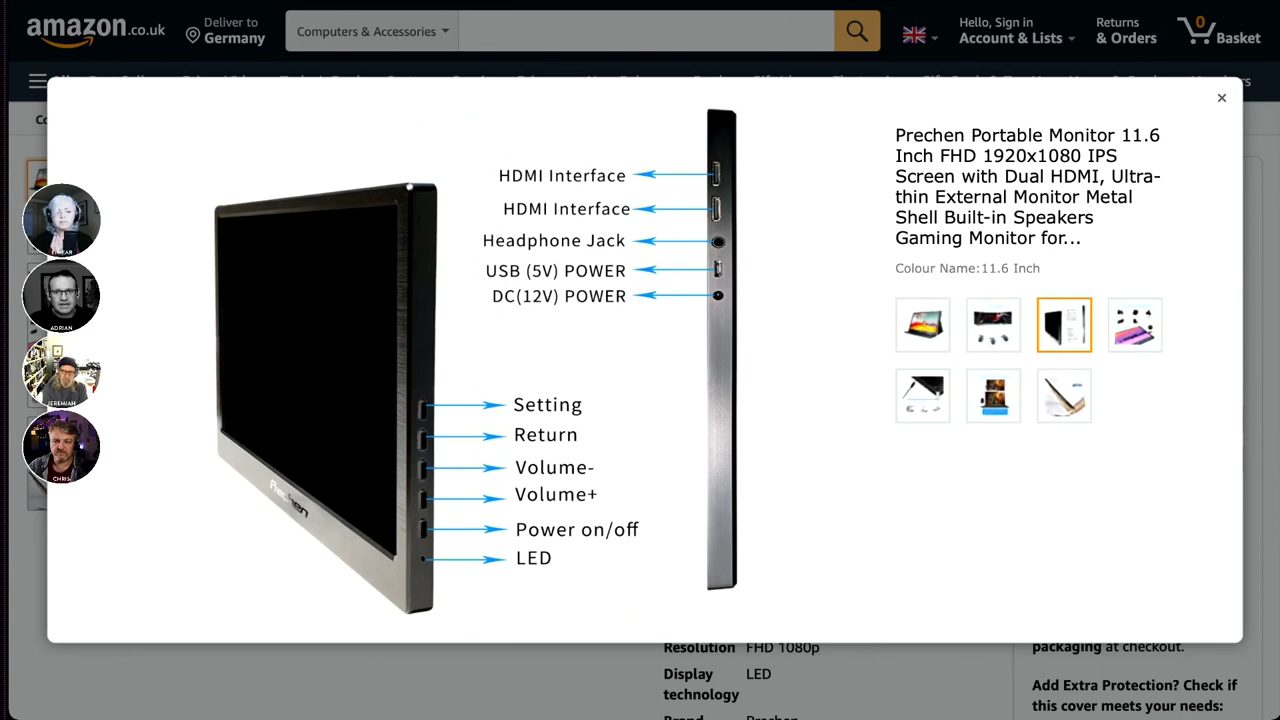 amazon.co.uk
Deliver to
Germany
Computers & Accessories
Hello, Sign in
Account & Lists
Returns
& Orders
0
Basket
Prechen Portable Monitor 11.6
Inch FHD 1920x1080 IPS
Screen with Dual HDMI, Ultra-
thin External Monitor Metal
Shell Built-in Speakers
Gaming Monitor for...
Colour Name:11.6 Inch
HDMI Interface
HDMI Interface
Headphone Jack
USB (5V) POWER
DC(12V) POWER
Setting
Return
Volume-
Volume+
Power on/off
LED
Prechen
ADRIAN
JEREMIAH
CHRIS
Resolution FHD 1080p
Display LED
technology
packaging at checkout.
Add Extra Protection? Check if
this cover meets your needs: